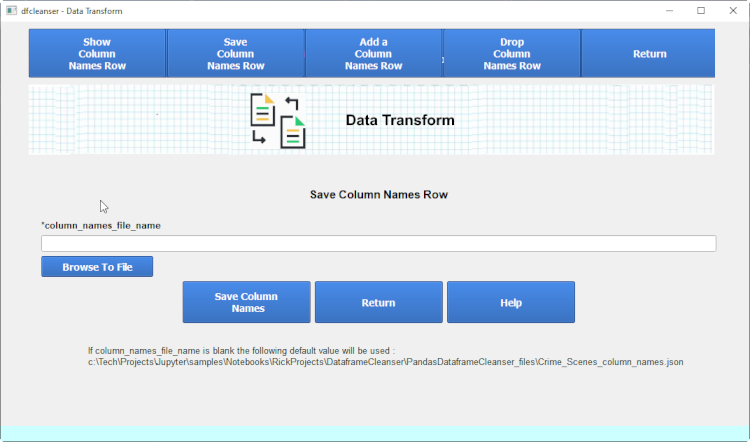 dfcleanser - Data Transform
Show
Column
Names Row
Save
Column
Names Row
Add a
Column
Names Row
Drop
Column
Names Row
Return
Data Transform
Save Column Names Row
*column_names_file_name
Browse To File
Save Column
Names
Return
Help
If column_names_file_name is blank the following default value will be used :
c:\Tech\Projects\Jupyter\samples\Notebooks\RickProjects\DataframeCleanser\PandasDataframeCleanser_files\Crime_Scenes_column_names.json